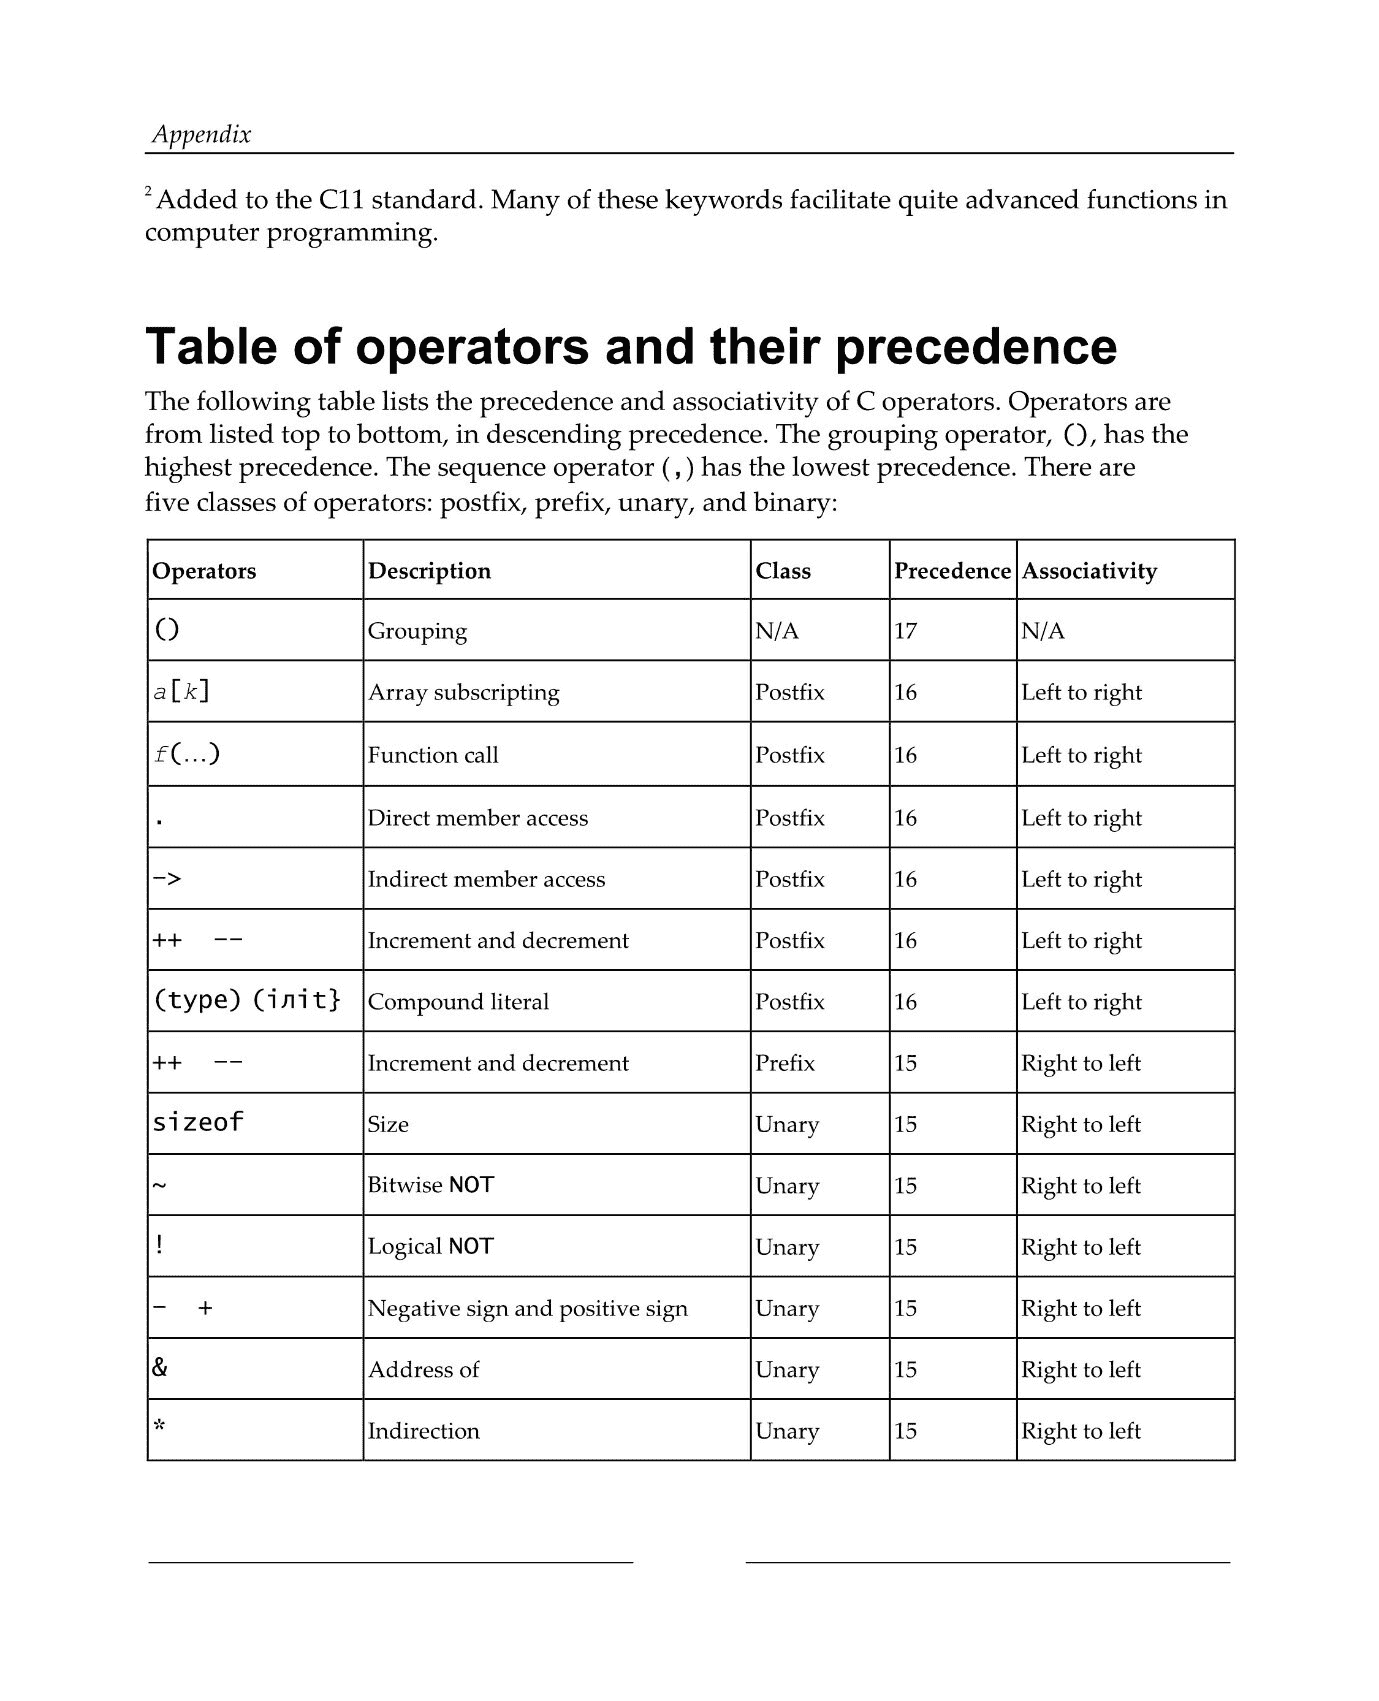 Appendix
2 Added to the C11 standard. Many of these keywords facilitate quite advanced functions in
computer programming.
Table of operators and their precedence
The following table lists the precedence and associativity of C operators. Operators are
from listed top to bottom, in descending precedence. The grouping operator, (), has the
highest precedence. The sequence operator (,) has the lowest precedence. There are
five classes of operators: postfix, prefix, unary, and binary:
Operators Description Class Precedence Associativity
() Grouping N/A 17 N/A
a[k] Array subscripting Postfix 16 Left to right
f(...) Function call Postfix 16 Left to right
. Direct member access Postfix 16 Left to right
-> Indirect member access Postfix 16 Left to right
++ -- Increment and decrement Postfix 16 Left to right
(type) (iлit} Compound literal Postfix 16 Left to right
++ -- Increment and decrement Prefix 15 Right to left
sizeof Size Unary 15 Right to left
~ Bitwise NOT Unary 15 Right to left
! Logical NOT Unary 15 Right to left
- + Negative sign and positive sign Unary 15 Right to left
& Address of Unary 15 Right to left
* Indirection Unary 15 Right to left